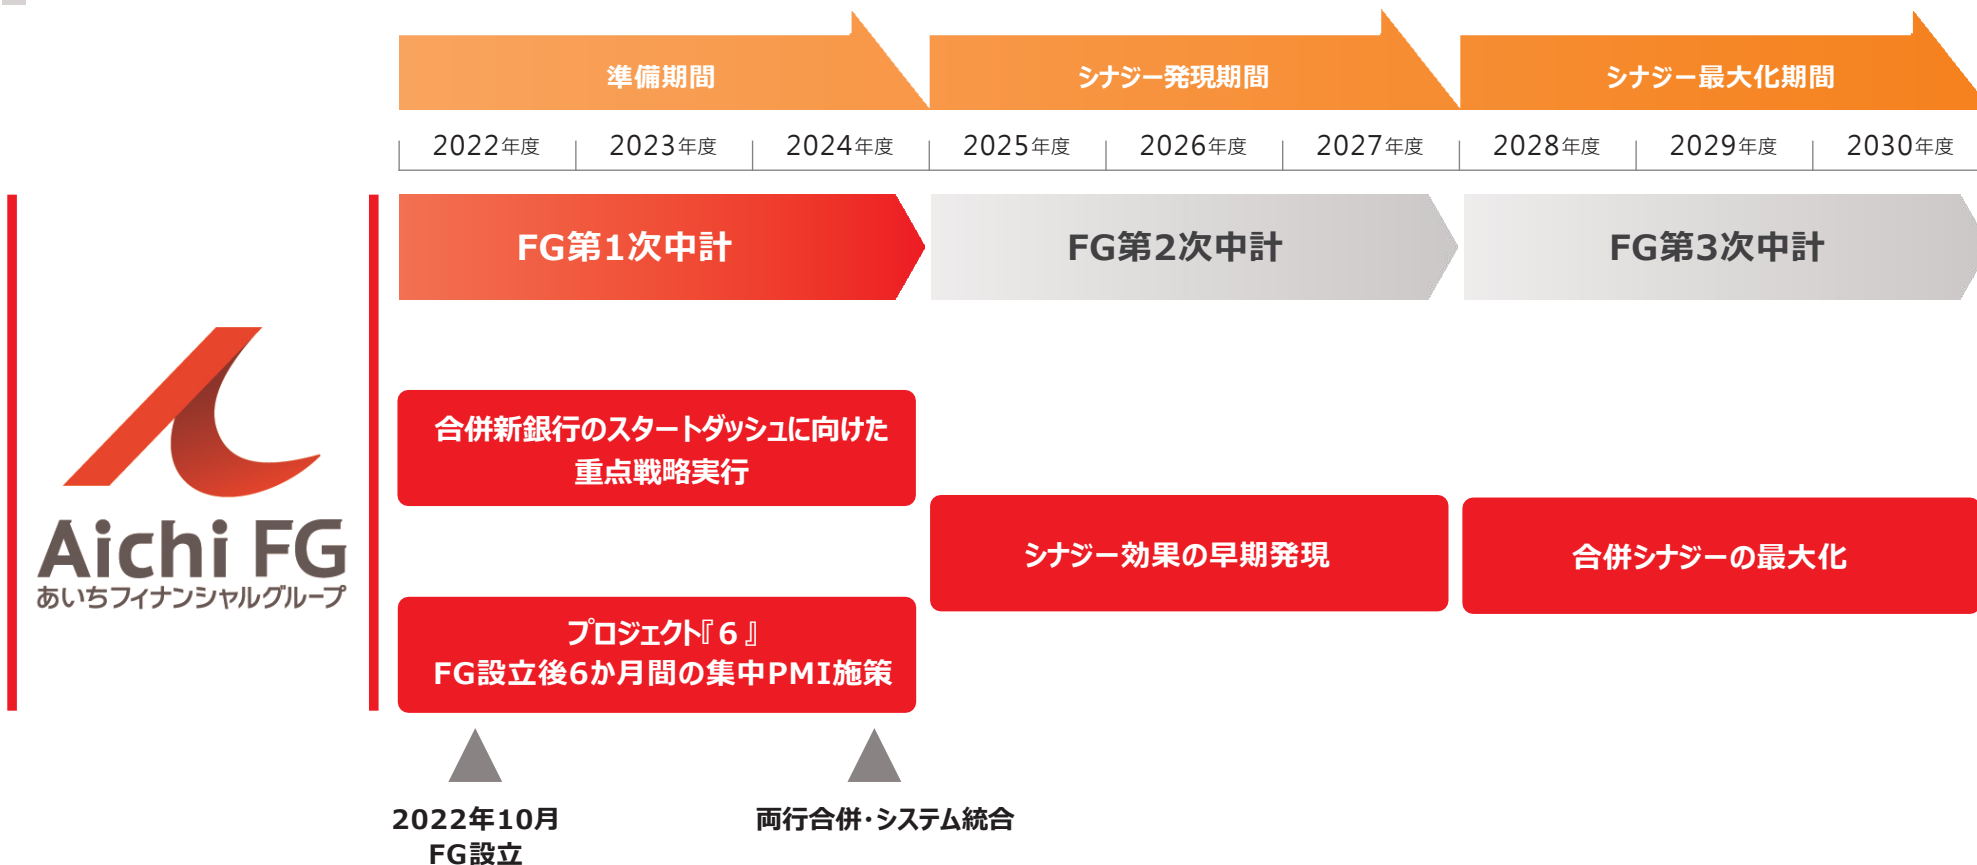 準備期間
シナジー発現期間
シナジー最大化期間
2022年度
2023年度
2024年度
2025年度
2026年度
2027年度
2028年度
2029年度
2030年度
FG第1次中計
FG第2次中計
FG第3次中計
Aichi FG
あいちフィナンシャルグループ
合併新銀行のスタートダッシュに向けた
重点戦略実行
プロジェクト『6』
FG設立後6か月間の集中PMI施策
シナジー効果の早期発現
合併シナジーの最大化
2022年10月
FG設立
両行合併・システム統合